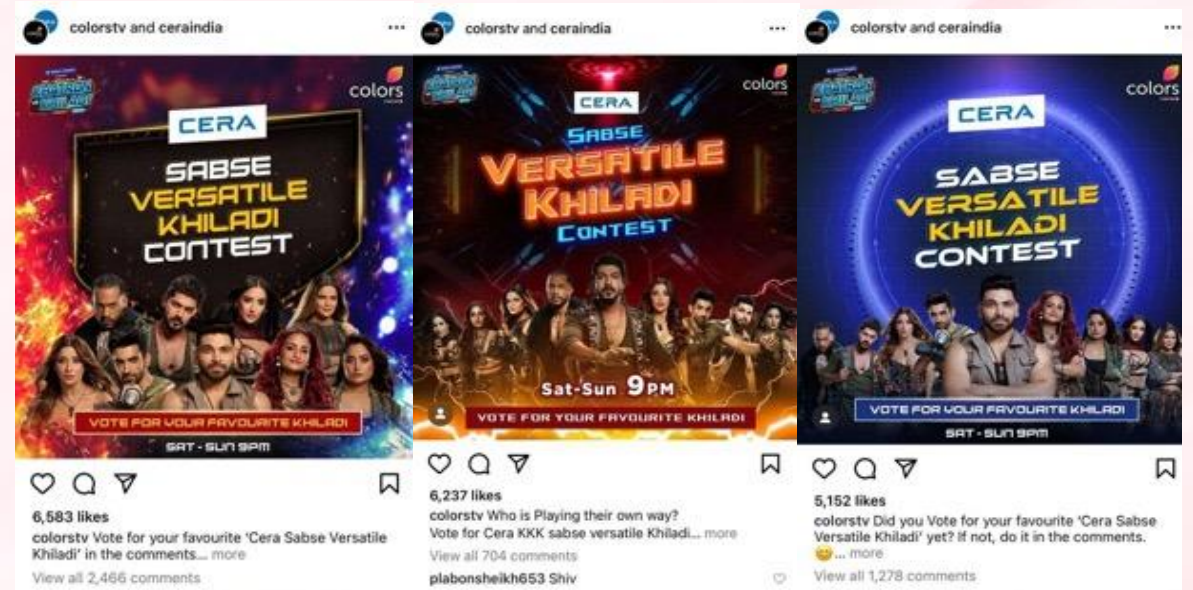 colorstv and ceraindia
colors
CERA
SABSE
VERSATILE
KHILADI
CONTEST
VOTE FOR YOUR FAVOURITE KHILADI
SAT - SUN 9PM
6,583 likes
colorstv Vote for your favourite 'Cera Sabse Versatile
Khiladi' in the comments... more
View all 2,466 comments
colorstv and ceraindia
colors
CERA
SABSE
VERSATILE
KHILADI
CONTEST
Sat-Sun 9PM
VOTE FOR YOUR FAVOURITE KHILADI
6,237 likes
colorstv Who is Playing their own way?
Vote for Cera KKK sabse versatile Khiladi... more
View all 704 comments
plabonsheikh653 Shiv
colorstv and ceraindia
colors
CERA
SABSE
VERSATILE
KHILADI
CONTEST
VOTE FOR YOUR FAVOURITE KHILADI
SAT - SUN 9PM
5,152 likes
colorstv Did you Vote for your favourite 'Cera Sabse
Versatile Khiladi' yet? If not, do it in the comments.
😄... more
View all 1,278 comments